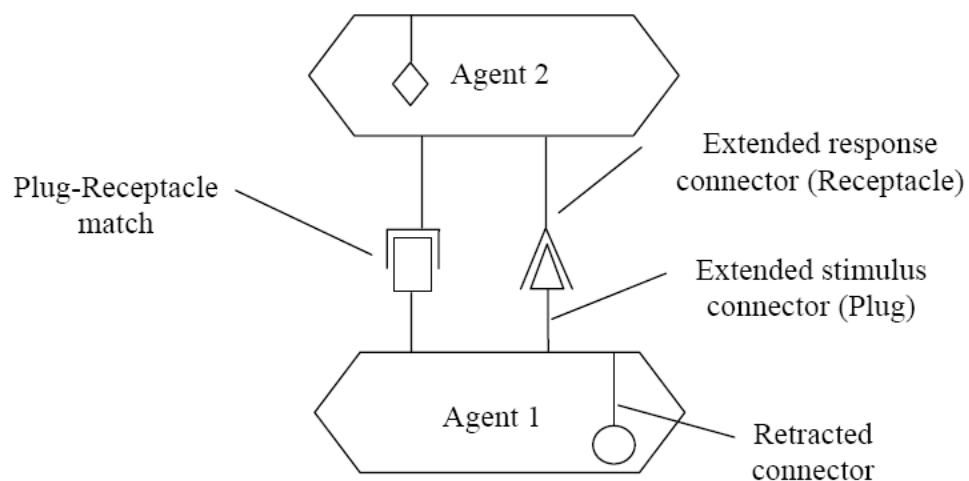 Agent 2
Extended response
connector (Receptacle)
Plug-Receptacle
match
Extended stimulus
connector (Plug)
Agent 1
Retracted
connector